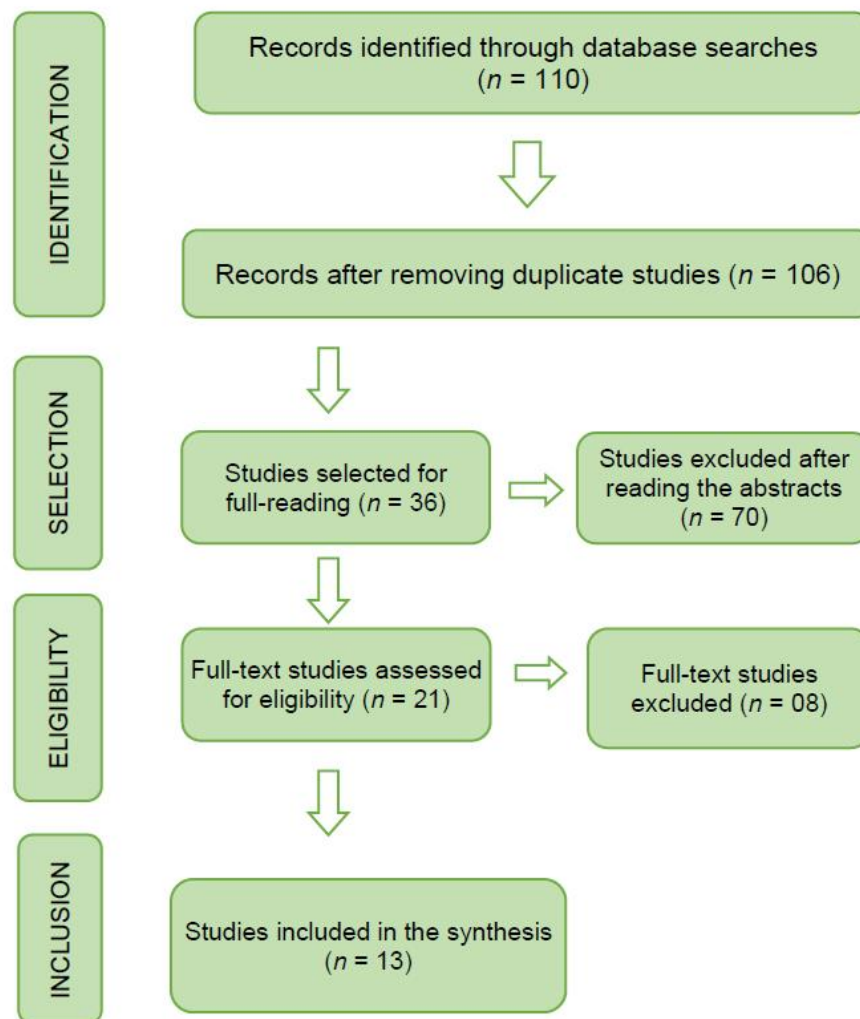 IDENTIFICATION
Records identified through database searches
(n = 110)
Records after removing duplicate studies (n = 106)
SELECTION
Studies selected for
full-reading (n = 36)
Studies excluded after
reading the abstracts
(n = 70)
ELIGIBILITY
Full-text studies assessed
for eligibility (n = 21)
Full-text studies
excluded (n = 08)
INCLUSION
Studies included in the synthesis
(n = 13)